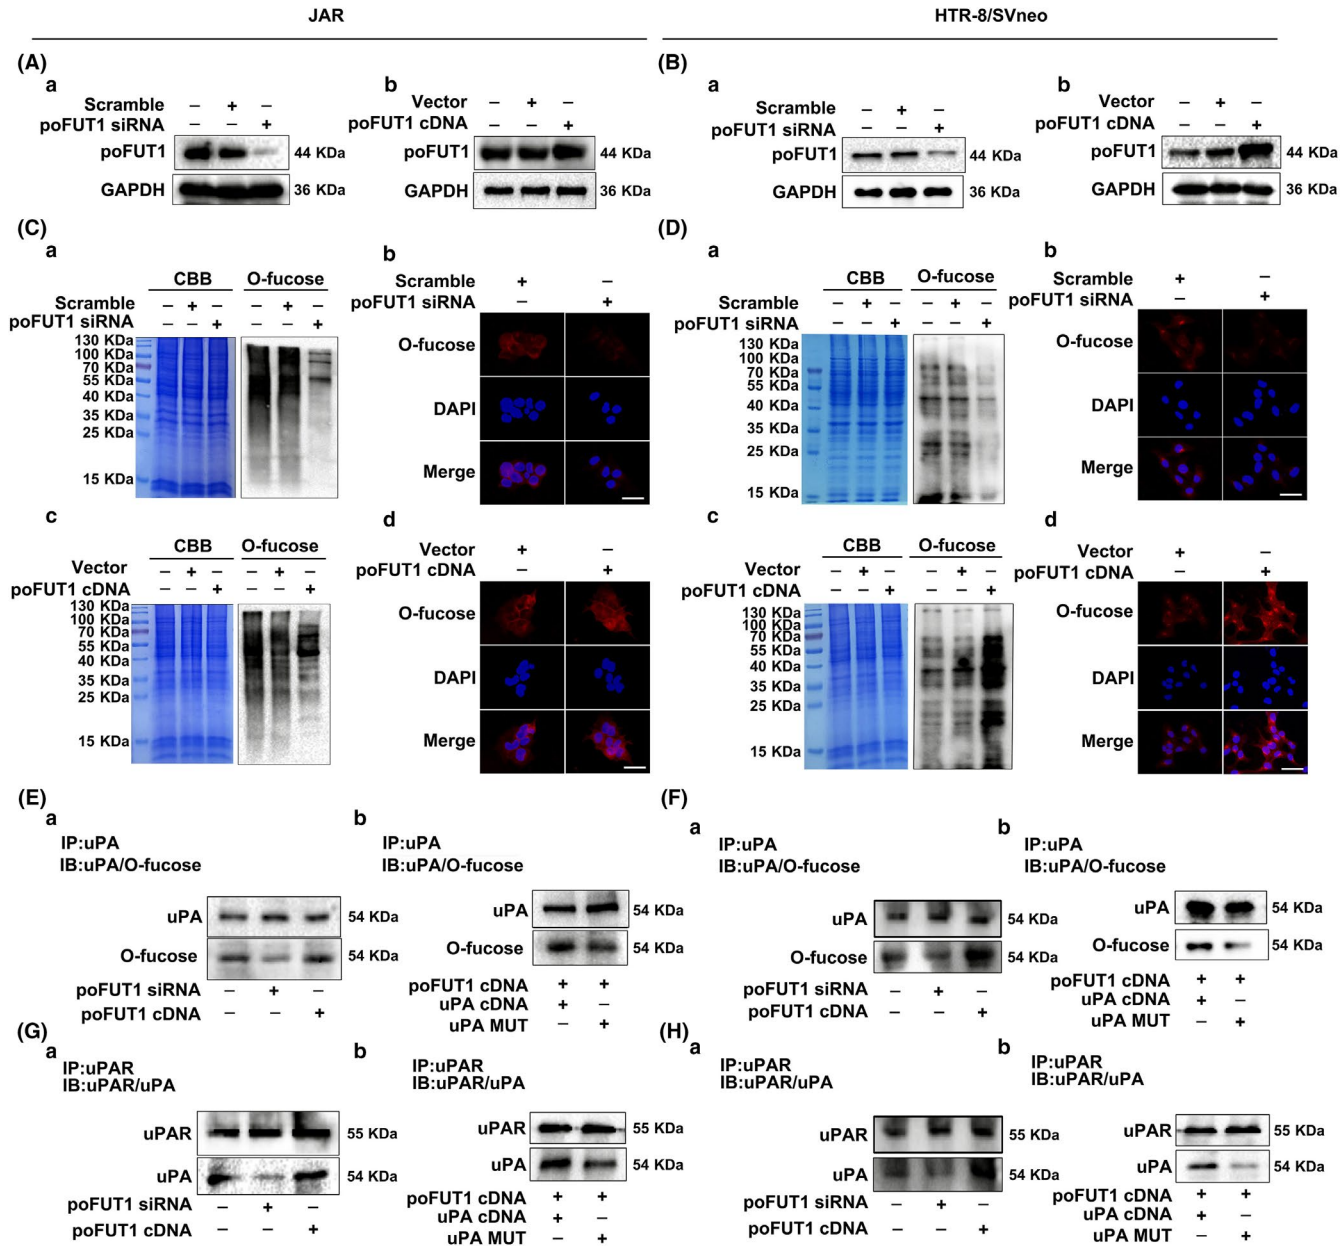 JAR
HTR-8/SVneo
(A)
a
Scramble – + –
poFUT1 siRNA – – +
poFUT1 44 KDa
GAPDH 36 KDa
b
Vector – + –
poFUT1 cDNA – – +
poFUT1 44 KDa
GAPDH 36 KDa
(B)
a
Scramble – + –
poFUT1 siRNA – – +
poFUT1 44 KDa
GAPDH 36 KDa
b
Vector – + –
poFUT1 cDNA – – +
poFUT1 44 KDa
GAPDH 36 KDa
(C)
a
CBB O-fucose
Scramble – + – – + –
poFUT1 siRNA – – + – – +
130 KDa
100 KDa
70 KDa
55 KDa
40 KDa
35 KDa
25 KDa
15 KDa
b
Scramble + –
poFUT1 siRNA – +
O-fucose
DAPI
Merge
c
CBB O-fucose
Vector – + – – + –
poFUT1 cDNA – – + – – +
130 KDa
100 KDa
70 KDa
55 KDa
40 KDa
35 KDa
25 KDa
15 KDa
d
Vector + –
poFUT1 cDNA – +
O-fucose
DAPI
Merge
(D)
a
CBB O-fucose
Scramble – + – – + –
poFUT1 siRNA – – + – – +
130 KDa
100 KDa
70 KDa
55 KDa
40 KDa
35 KDa
25 KDa
15 KDa
b
Scramble + –
poFUT1 siRNA – +
O-fucose
DAPI
Merge
c
CBB O-fucose
Vector – + – – + –
poFUT1 cDNA – – + – – +
130 KDa
100 KDa
70 KDa
55 KDa
40 KDa
35 KDa
25 KDa
15 KDa
d
Vector + –
poFUT1 cDNA – +
O-fucose
DAPI
Merge
(E)
a
IP:uPA
IB:uPA/O-fucose
uPA 54 KDa
O-fucose 54 KDa
poFUT1 siRNA – + –
poFUT1 cDNA – – +
b
IP:uPA
IB:uPA/O-fucose
uPA 54 KDa
O-fucose 54 KDa
poFUT1 cDNA + +
uPA cDNA + –
uPA MUT – +
(F)
a
IP:uPA
IB:uPA/O-fucose
uPA 54 KDa
O-fucose 54 KDa
poFUT1 siRNA – + –
poFUT1 cDNA – – +
b
IP:uPA
IB:uPA/O-fucose
uPA 54 KDa
O-fucose 54 KDa
poFUT1 cDNA + +
uPA cDNA + –
uPA MUT – +
(G)
a
IP:uPAR
IB:uPAR/uPA
uPAR 55 KDa
uPA 54 KDa
poFUT1 siRNA – + –
poFUT1 cDNA – – +
b
IP:uPAR
IB:uPAR/uPA
uPAR 55 KDa
uPA 54 KDa
poFUT1 cDNA + +
uPA cDNA + –
uPA MUT – +
(H)
a
IP:uPAR
IB:uPAR/uPA
uPAR 55 KDa
uPA 54 KDa
poFUT1 siRNA – + –
poFUT1 cDNA – – +
b
IP:uPAR
IB:uPAR/uPA
uPAR 55 KDa
uPA 54 KDa
poFUT1 cDNA + +
uPA cDNA + –
uPA MUT – +